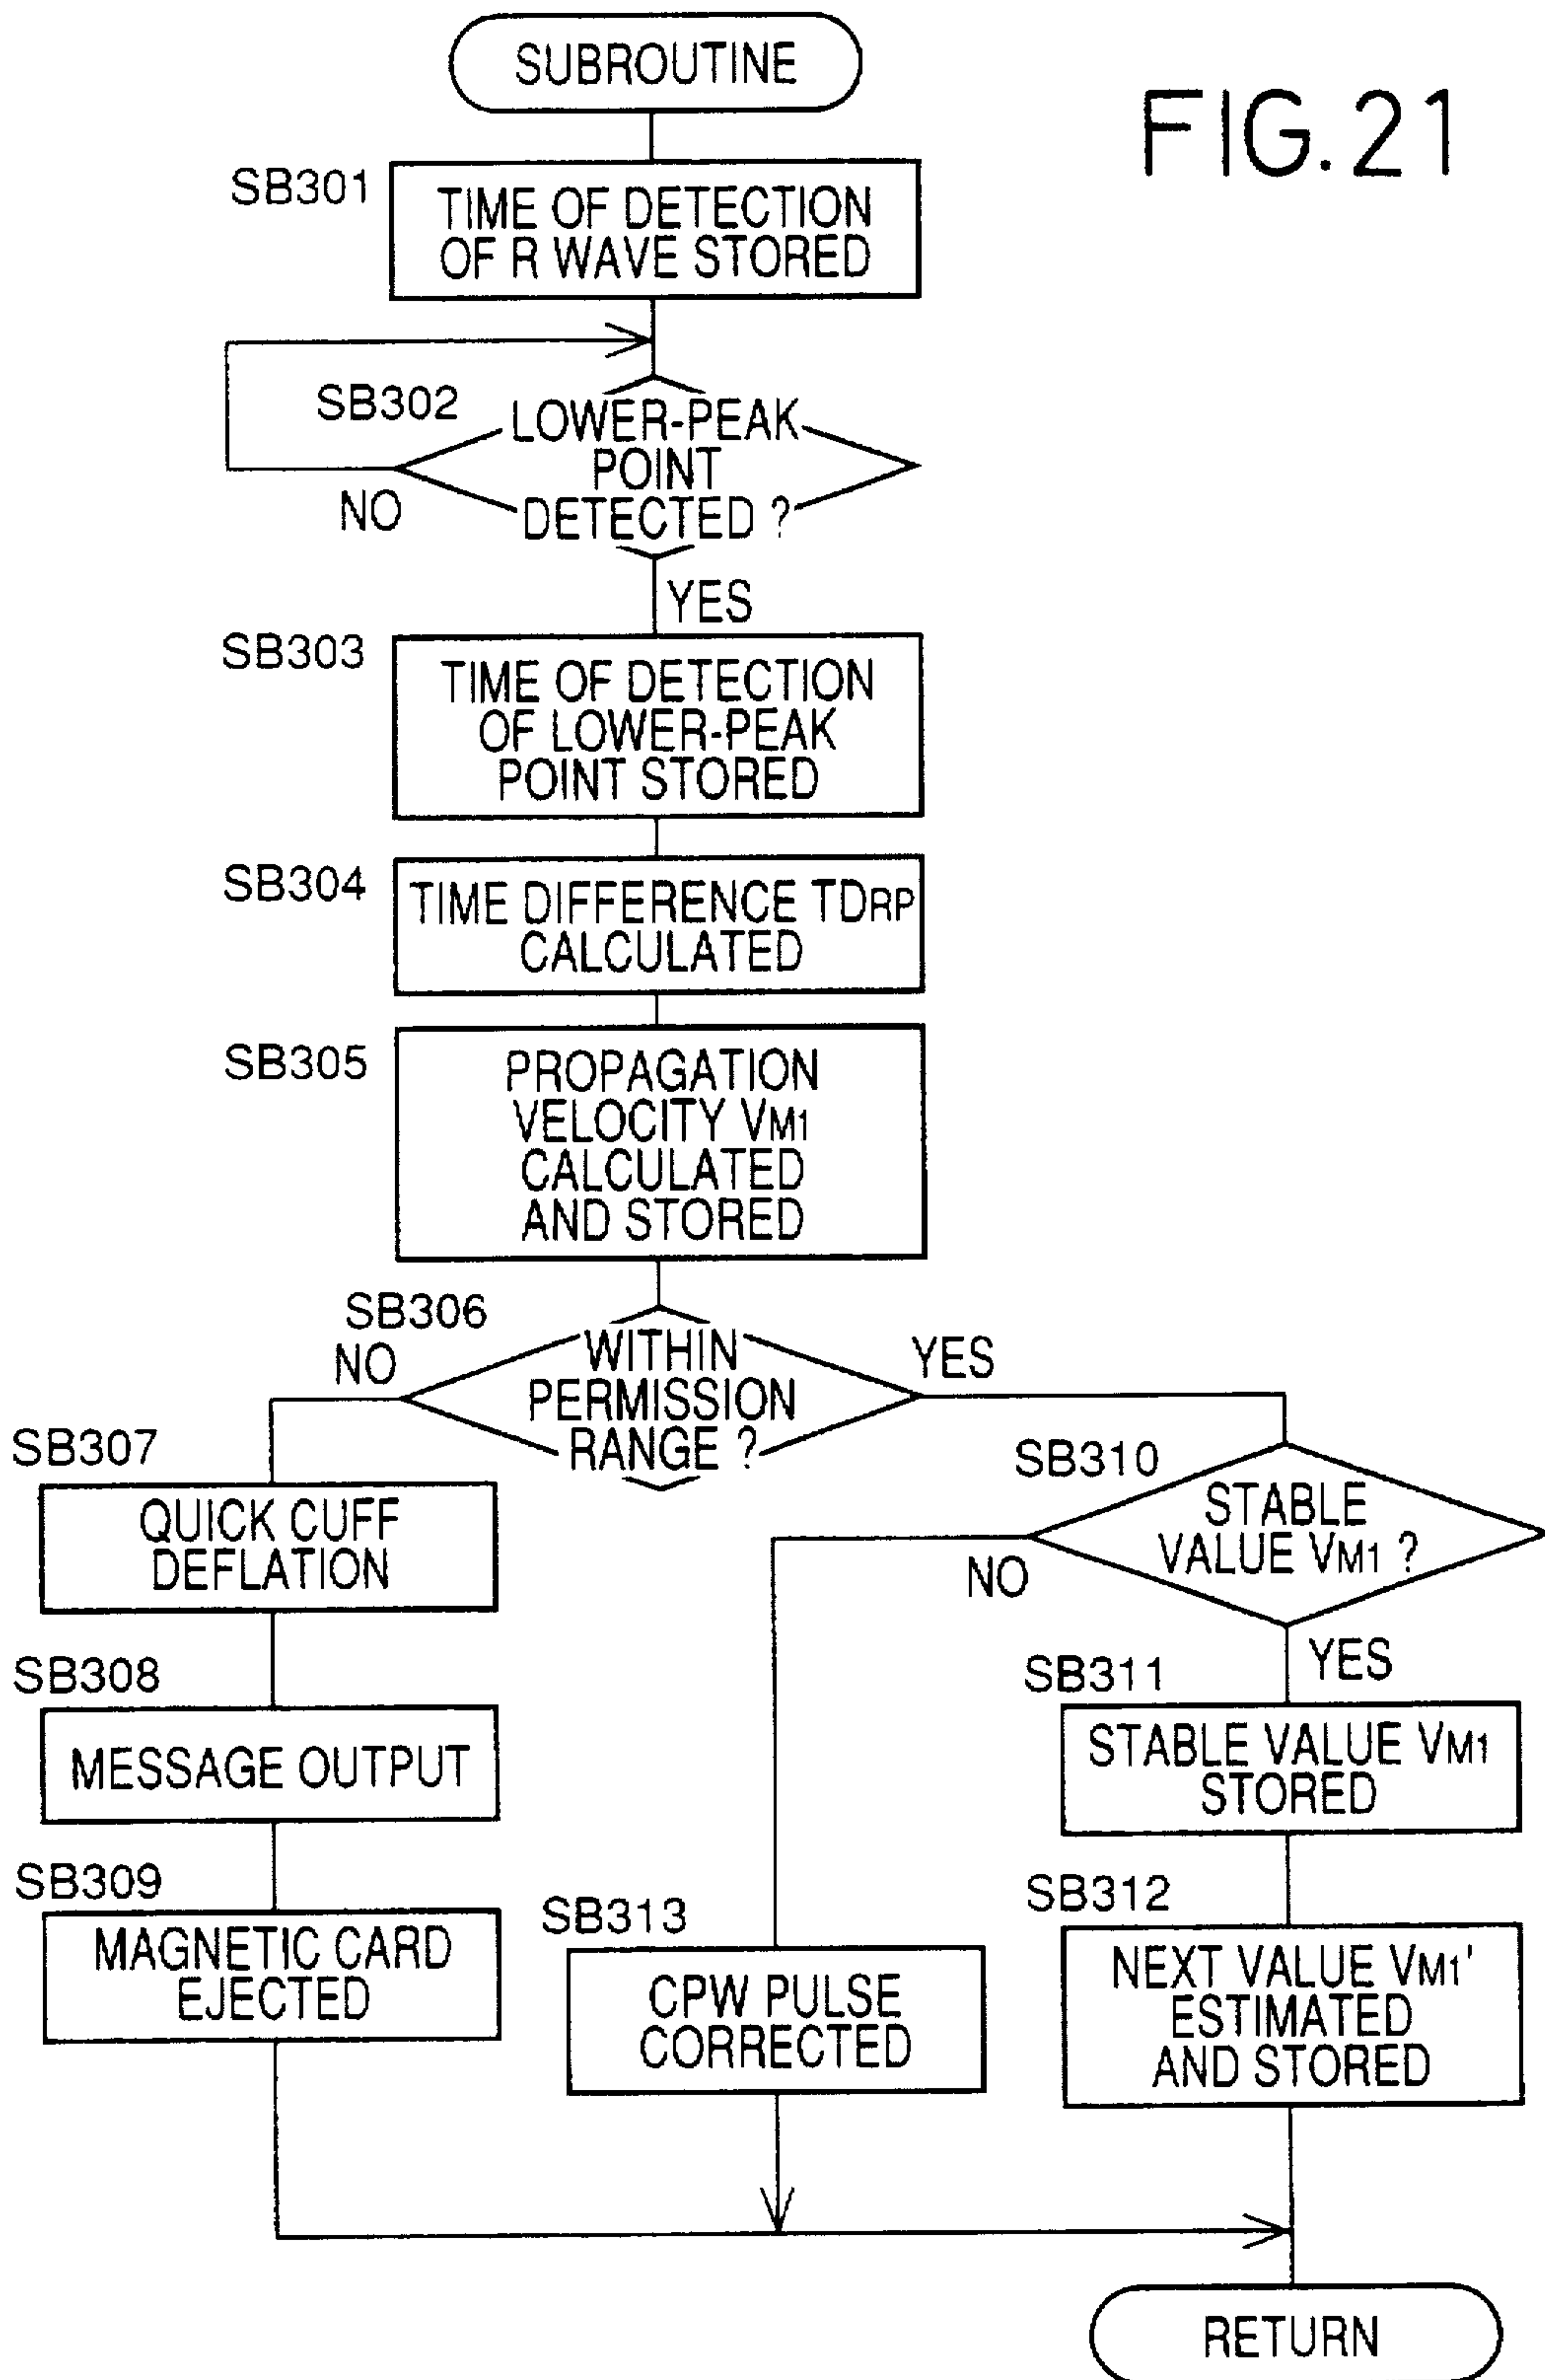 SUBROUTINE
FIG.21
SB301
TIME OF DETECTION
OF R WAVE STORED
SB302
LOWER-PEAK
POINT
DETECTED ?
NO
YES
SB303
TIME OF DETECTION
OF LOWER-PEAK
POINT STORED
SB304
TIME DIFFERENCE TDRP
CALCULATED
SB305
PROPAGATION
VELOCITY VM1
CALCULATED
AND STORED
SB306
NO
WITHIN
PERMISSION
RANGE ?
YES
SB307
QUICK CUFF
DEFLATION
SB310
STABLE
VALUE VM1 ?
NO
YES
SB308
MESSAGE OUTPUT
SB311
STABLE VALUE VM1
STORED
SB309
MAGNETIC CARD
EJECTED
SB313
CPW PULSE
CORRECTED
SB312
NEXT VALUE VM1'
ESTIMATED
AND STORED
RETURN